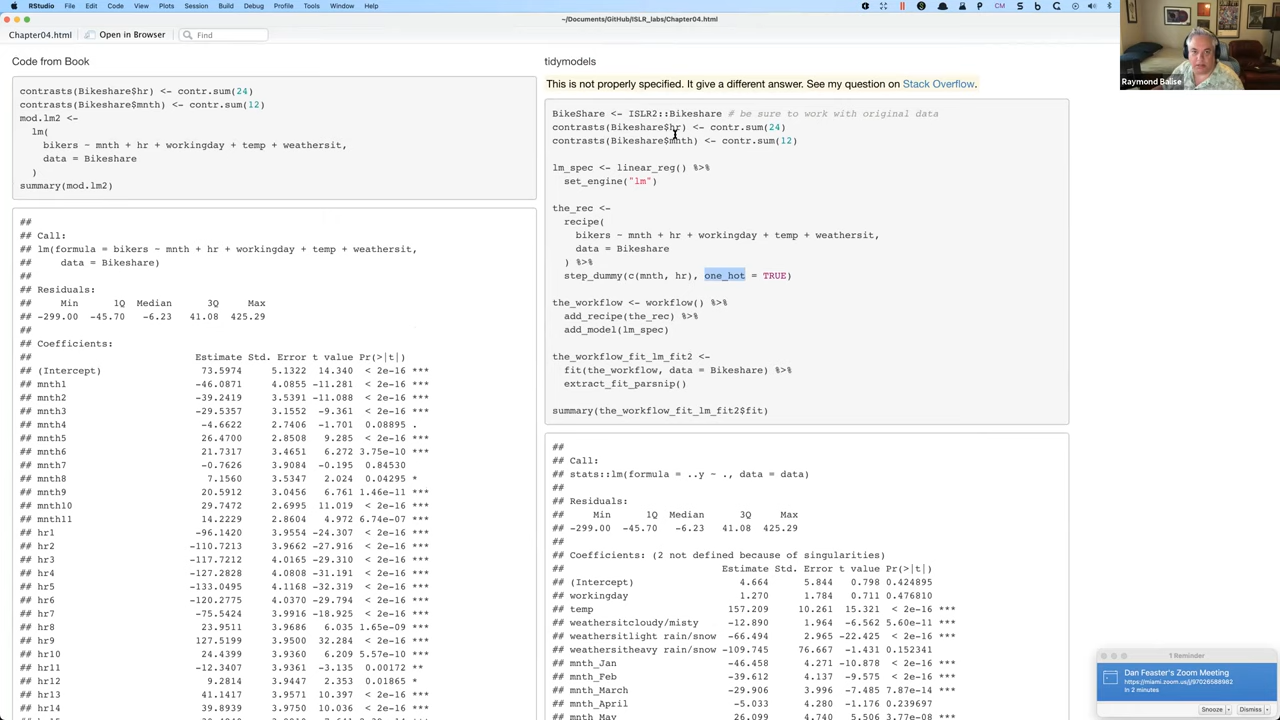 RStudio File Edit Code View Plots Session Build Debug Profile Tools Window Help
~/Documents/GitHub/ISLR_labs/Chapter04.html
Chapter04.html Open in Browser Find
Raymond Balise
Code from Book
contrasts(Bikeshare$hr) <- contr.sum(24)
contrasts(Bikeshare$mnth) <- contr.sum(12)
mod.lm2 <-
lm(
bikers ~ mnth + hr + workingday + temp + weathersit,
data = Bikeshare
)
summary(mod.lm2)
##
## Call:
## lm(formula = bikers ~ mnth + hr + workingday + temp + weathersit,
## data = Bikeshare)
##
## Residuals:
## Min 1Q Median 3Q Max
## -299.00 -45.70 -6.23 41.08 425.29
##
## Coefficients:
## Estimate Std. Error t value Pr(>|t|)
## (Intercept) 73.5974 5.1322 14.340 < 2e-16 ***
## mnth1 -46.0871 4.0855 -11.281 < 2e-16 ***
## mnth2 -39.2419 3.5391 -11.088 < 2e-16 ***
## mnth3 -29.5357 3.1552 -9.361 < 2e-16 ***
## mnth4 -4.6622 2.7406 -1.701 0.08895 .
## mnth5 26.4700 2.8508 9.285 < 2e-16 ***
## mnth6 21.7317 3.4651 6.272 3.75e-10 ***
## mnth7 -0.7626 3.9084 -0.195 0.84530
## mnth8 7.1560 3.5347 2.024 0.04295 *
## mnth9 20.5912 3.0456 6.761 1.46e-11 ***
## mnth10 29.7472 2.6995 11.019 < 2e-16 ***
## mnth11 14.2229 2.8604 4.972 6.74e-07 ***
## hr1 -96.1420 3.9554 -24.307 < 2e-16 ***
## hr2 -110.7213 3.9662 -27.916 < 2e-16 ***
## hr3 -117.7212 4.0165 -29.310 < 2e-16 ***
## hr4 -127.2828 4.0808 -31.191 < 2e-16 ***
## hr5 -133.0495 4.1168 -32.319 < 2e-16 ***
## hr6 -120.2775 4.0370 -29.794 < 2e-16 ***
## hr7 -75.5424 3.9916 -18.925 < 2e-16 ***
## hr8 23.9511 3.9686 6.035 1.65e-09 ***
## hr9 127.5199 3.9500 32.284 < 2e-16 ***
## hr10 24.4399 3.9360 6.209 5.57e-10 ***
## hr11 -12.3407 3.9361 -3.135 0.00172 **
## hr12 9.2814 3.9447 2.353 0.01865 *
## hr13 41.1417 3.9571 10.397 < 2e-16 ***
## hr14 39.8939 3.9750 10.036 < 2e-16 ***
tidymodels
This is not properly specified. It give a different answer. See my question on Stack Overflow.
BikeShare <- ISLR2::Bikeshare # be sure to work with original data
contrasts(Bikeshare$hr) <- contr.sum(24)
contrasts(Bikeshare$mnth) <- contr.sum(12)
lm_spec <- linear_reg() %>%
set_engine("lm")
the_rec <-
recipe(
bikers ~ mnth + hr + workingday + temp + weathersit,
data = Bikeshare
) %>%
step_dummy(c(mnth, hr), one_hot = TRUE)
the_workflow <- workflow() %>%
add_recipe(the_rec) %>%
add_model(lm_spec)
the_workflow_fit_lm_fit2 <-
fit(the_workflow, data = Bikeshare) %>%
extract_fit_parsnip()
summary(the_workflow_fit_lm_fit2$fit)
##
## Call:
## stats::lm(formula = ..y ~ ., data = data)
##
## Residuals:
## Min 1Q Median 3Q Max
## -299.00 -45.70 -6.23 41.08 425.29
##
## Coefficients: (2 not defined because of singularities)
## Estimate Std. Error t value Pr(>|t|)
## (Intercept) 4.664 5.844 0.798 0.424895
## workingday 1.270 1.784 0.711 0.476810
## temp 157.209 10.261 15.321 < 2e-16 ***
## weathersitcloudy/misty -12.890 1.964 -6.562 5.60e-11 ***
## weathersitlight rain/snow -66.494 2.965 -22.425 < 2e-16 ***
## weathersitheavy rain/snow -109.745 76.667 -1.431 0.152341
## mnth_Jan -46.458 4.271 -10.878 < 2e-16 ***
## mnth_Feb -39.612 4.137 -9.575 < 2e-16 ***
## mnth_March -29.906 3.996 -7.485 7.87e-14 ***
## mnth_April -5.033 4.280 -1.176 0.239640
## mnth_May 26.099 4.740 5.506 3.77e-08 ***
1 Reminder
Dan Feaster's Zoom Meeting
https://miami.zoom.us/j/97026588982
in 2 minutes
Snooze Dismiss